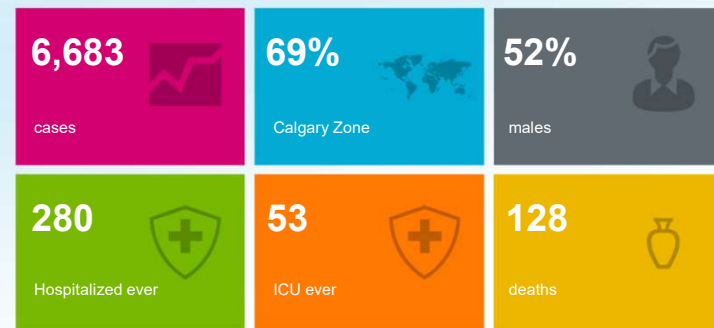 6,683
cases
69%
Calgary Zone
52%
males
280
Hospitalized ever
53
ICU ever
128
deaths